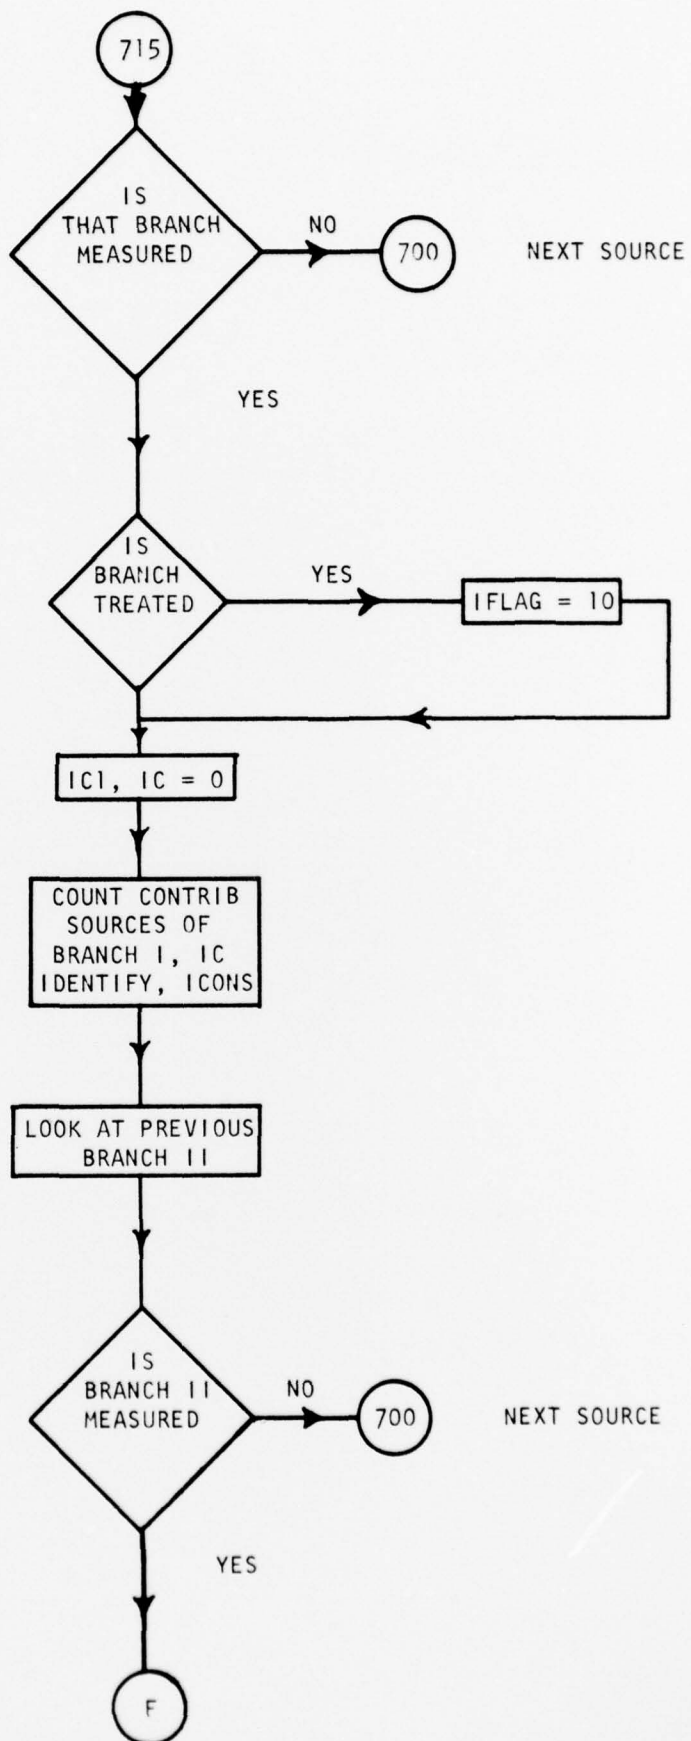 715
IS
THAT BRANCH
MEASURED
NO
700
NEXT SOURCE
YES
IS
BRANCH
TREATED
YES
IFLAG = 10
IC1, IC = 0
COUNT CONTRIB
SOURCES OF
BRANCH I, IC
IDENTIFY, ICONS
LOOK AT PREVIOUS
BRANCH II
IS
BRANCH II
MEASURED
NO
700
NEXT SOURCE
YES
F